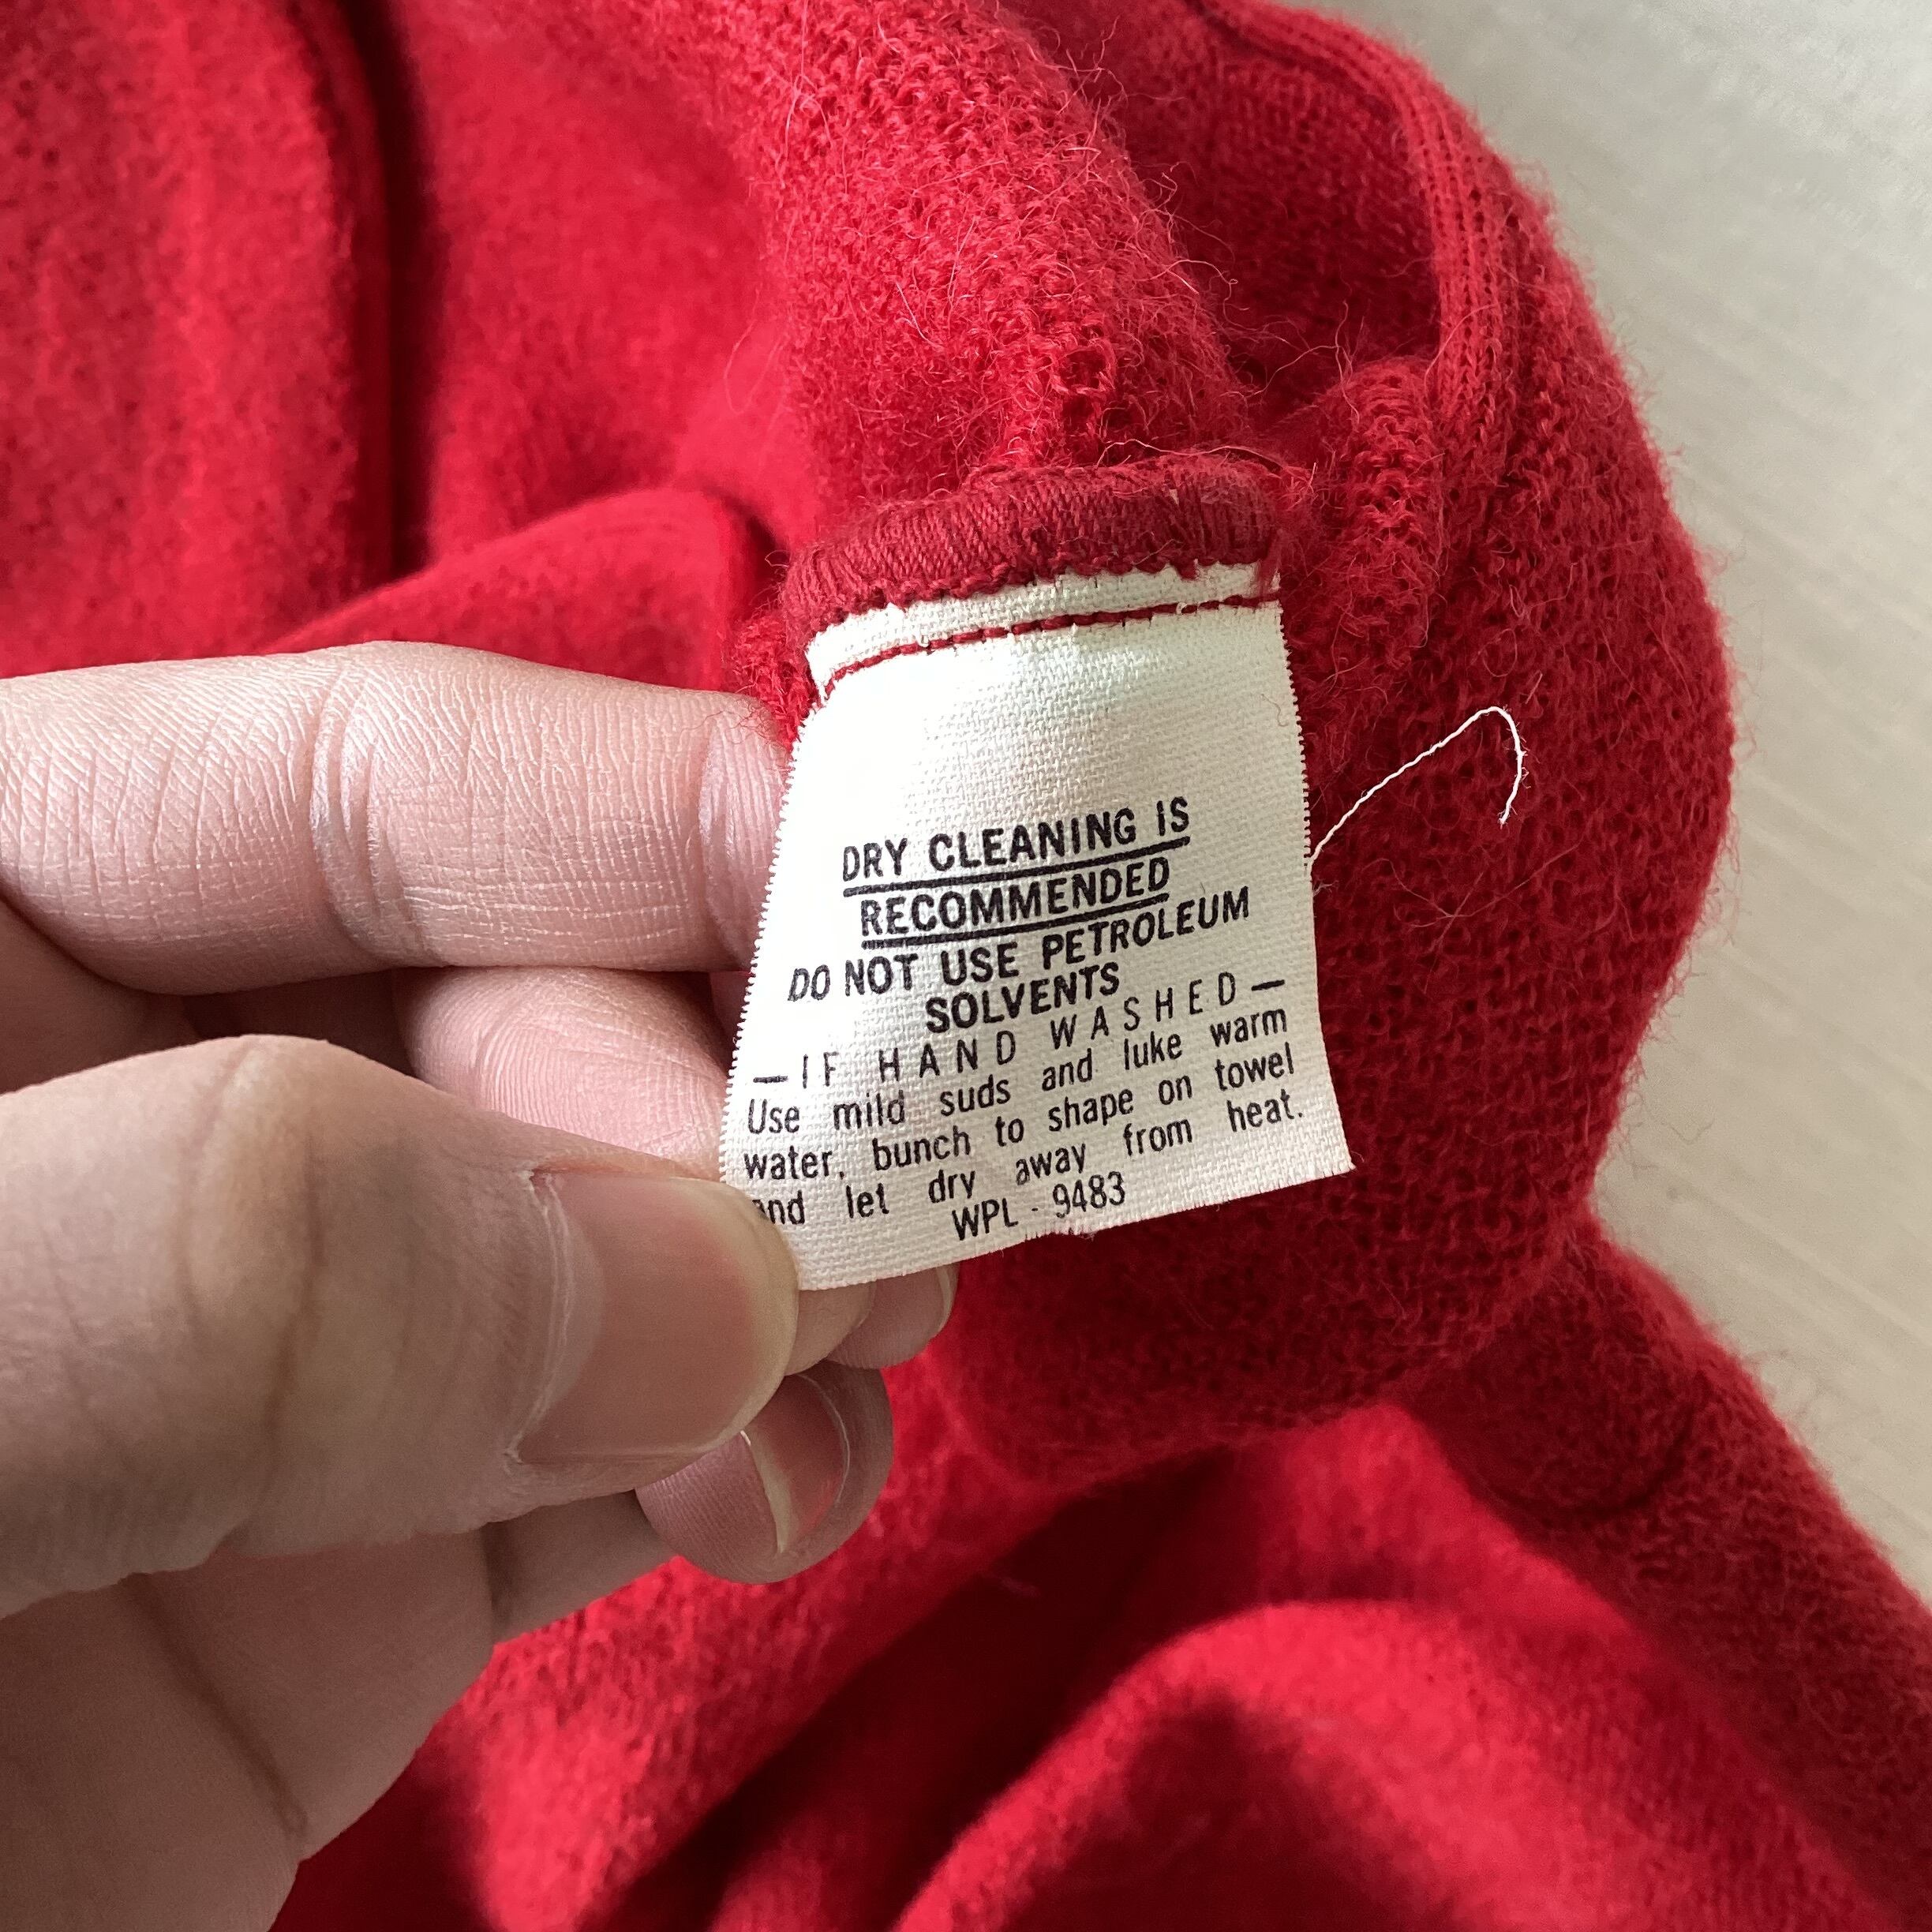 DRY CLEANING IS
RECOMMENDED
DO NOT USE PETROLEUM
SOLVENTS
—IF HAND WASHED—
Use mild suds and luke warm
water, bunch to shape on towel
and let dry away from heat.
WPL - 9483